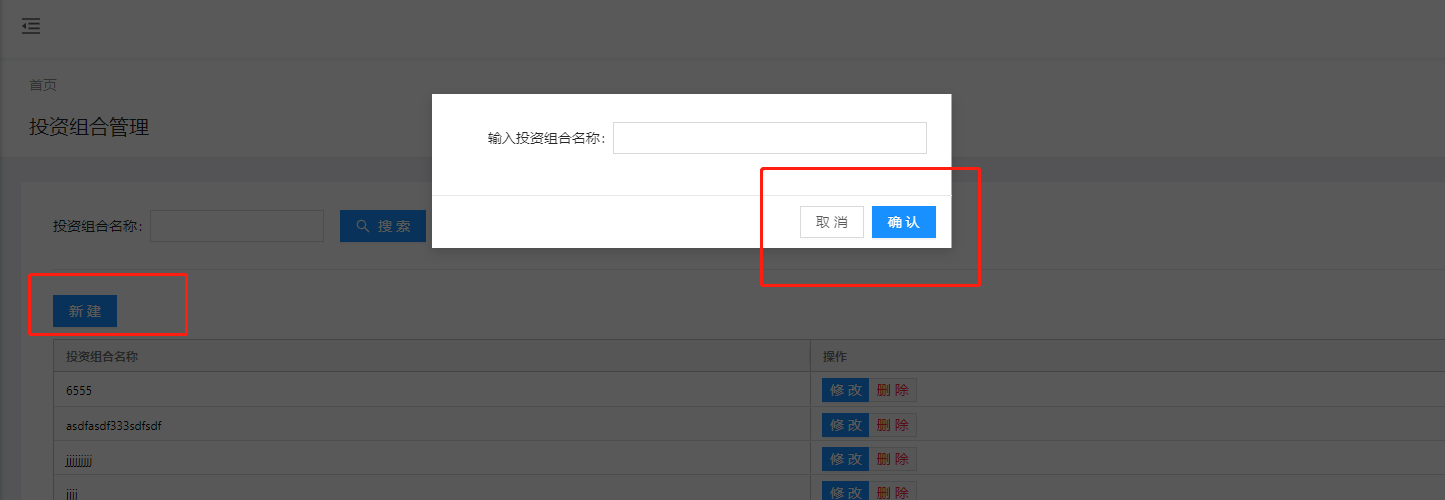 首页
投资组合管理
输入投资组合名称:
取 消
确 认
投资组合名称:
搜 索
新 建
投资组合名称
操作
6555
修 改
删 除
asdfasdf333sdfsdf
修 改
删 除
jjjjjjjjj
修 改
删 除
jjjj
修 改
删 除